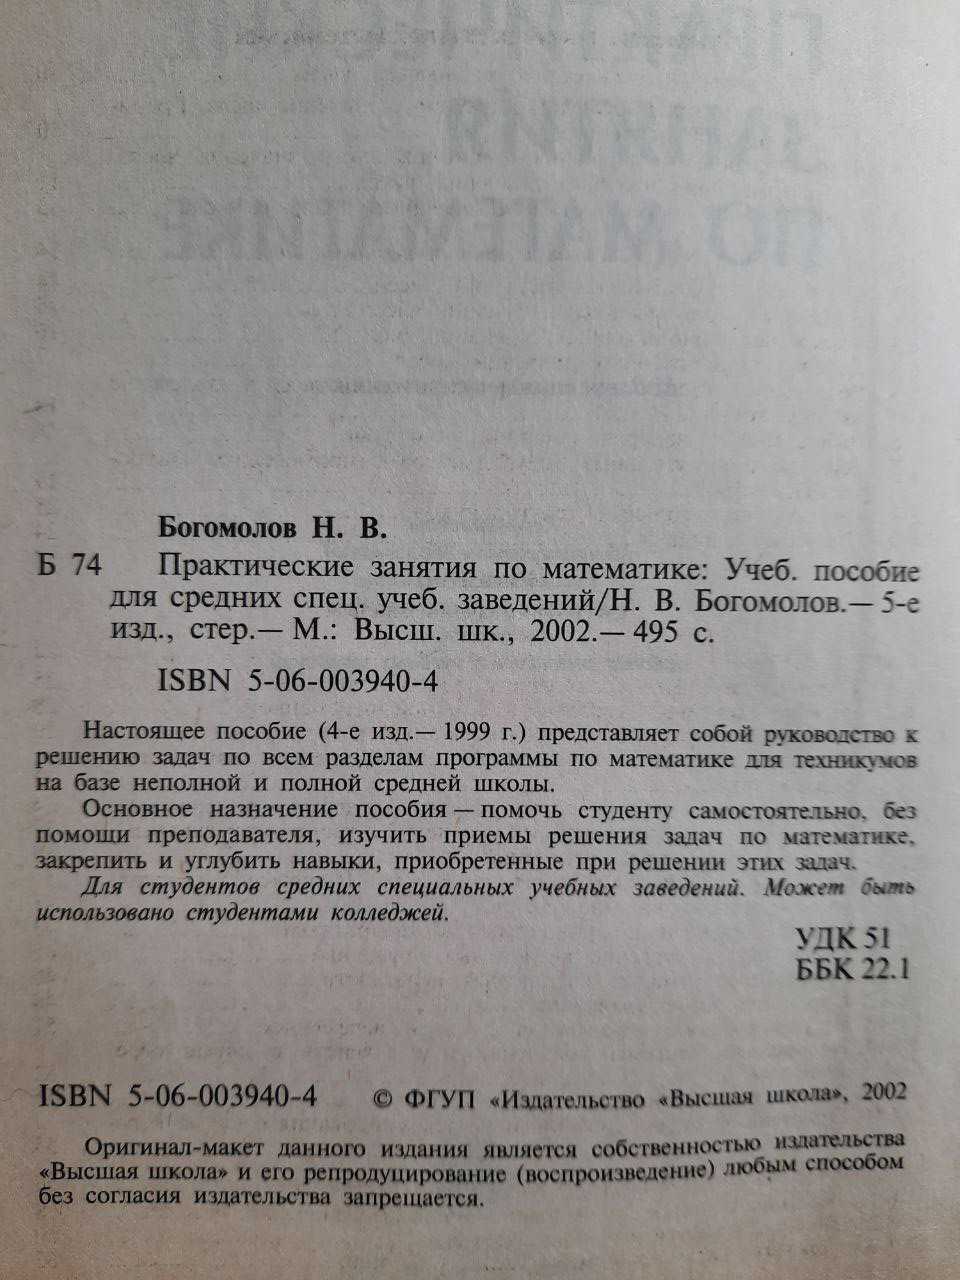 Богомолов Н. В.
Б 74 Практические занятия по математике: Учеб. пособие
для средних спец. учеб. заведений/Н. В. Богомолов.— 5-е
изд., стер.— М.: Высш. шк., 2002.— 495 с.
ISBN 5-06-003940-4
Настоящее пособие (4-е изд.— 1999 г.) представляет собой руководство к
решению задач по всем разделам программы по математике для техникумов
на базе неполной и полной средней школы.
Основное назначение пособия — помочь студенту самостоятельно, без
помощи преподавателя, изучить приемы решения задач по математике,
закрепить и углубить навыки, приобретенные при решении этих задач.
Для студентов средних специальных учебных заведений. Может быть
использовано студентами колледжей.
УДК 51
ББК 22.1
ISBN 5-06-003940-4 © ФГУП «Издательство «Высшая школа», 2002
Оригинал-макет данного издания является собственностью издательства
«Высшая школа» и его репродуцирование (воспроизведение) любым способом
без согласия издательства запрещается.